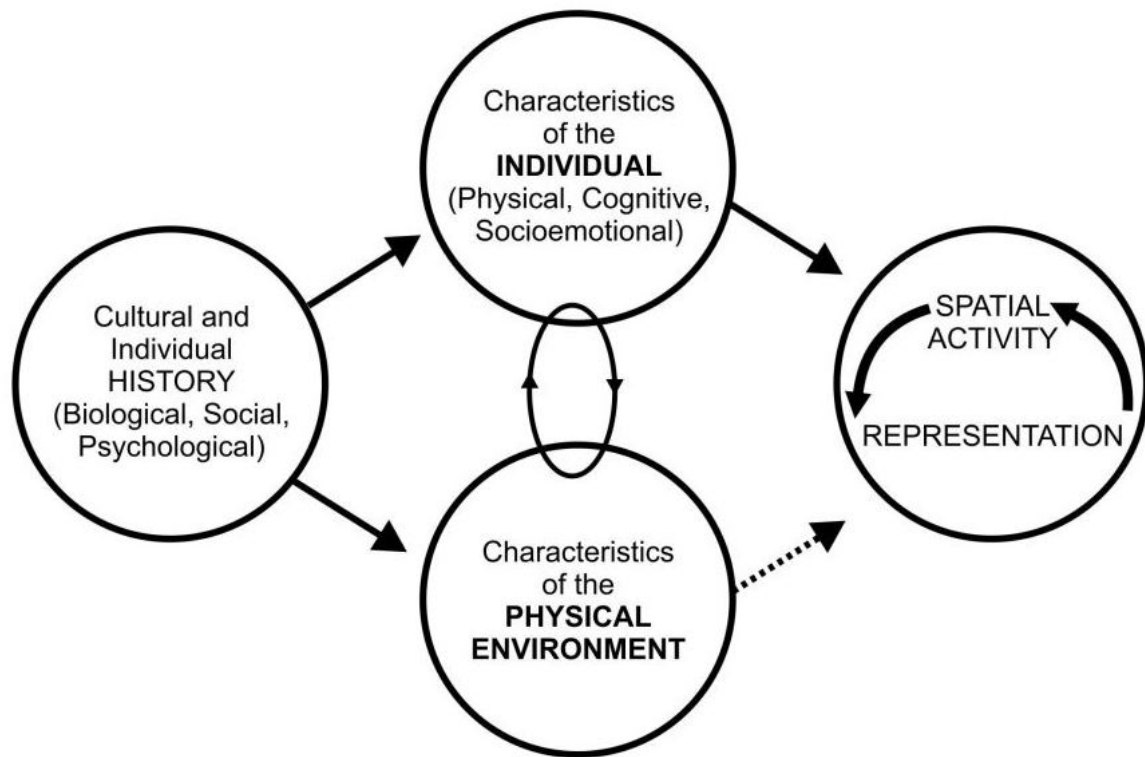 Cultural and
Individual
HISTORY
(Biological, Social,
Psychological)
Characteristics
of the
INDIVIDUAL
(Physical, Cognitive,
Socioemotional)
Characteristics
of the
PHYSICAL
ENVIRONMENT
SPATIAL
ACTIVITY
REPRESENTATION